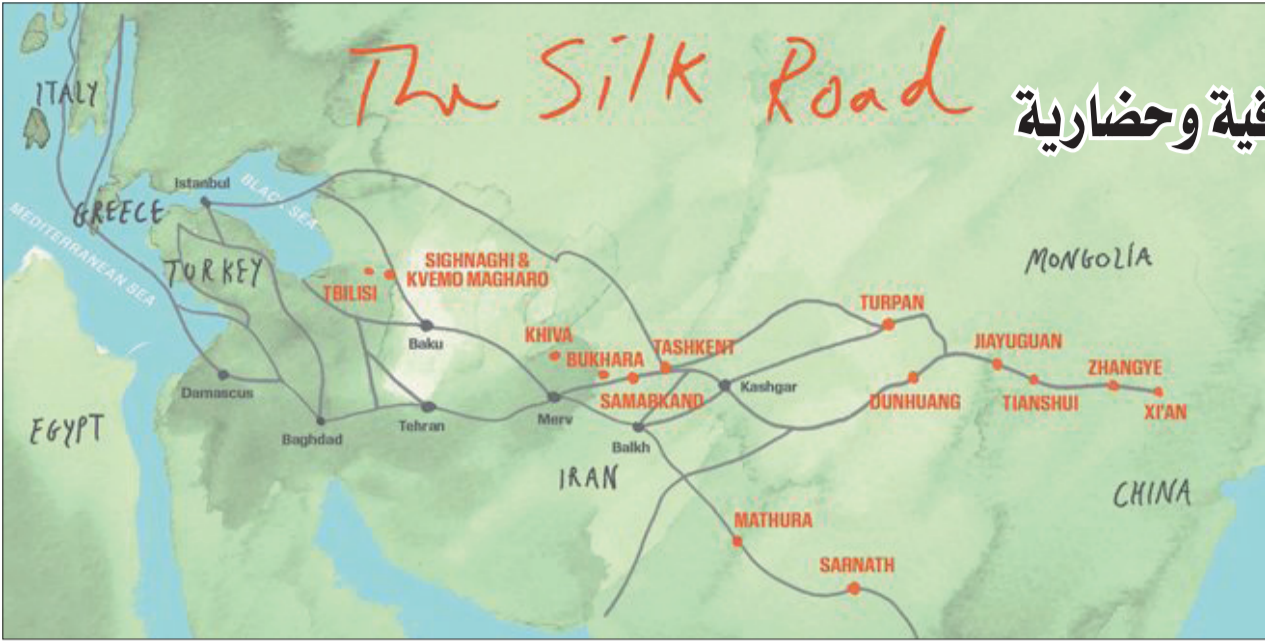 The Silk Road
وحضارية
ITALY
Istanbul
BLACK SEA
GREECE
MEDITERRANEAN SEA
TURKEY
SIGHNAGHI &
KVEMO MAGHARO
TBILISI
MONGOLIA
TURPAN
Baku
KHIVA
TASHKENT
JIAYUGUAN
BUKHARA
ZHANGYE
Kashgar
Damascus
SAMABKAND
DUNHUANG
TIANSHUI
XI'AN
Merv
Tehran
EGYPT
Baghdad
Balkh
IRAN
CHINA
MATHURA
SARNATH